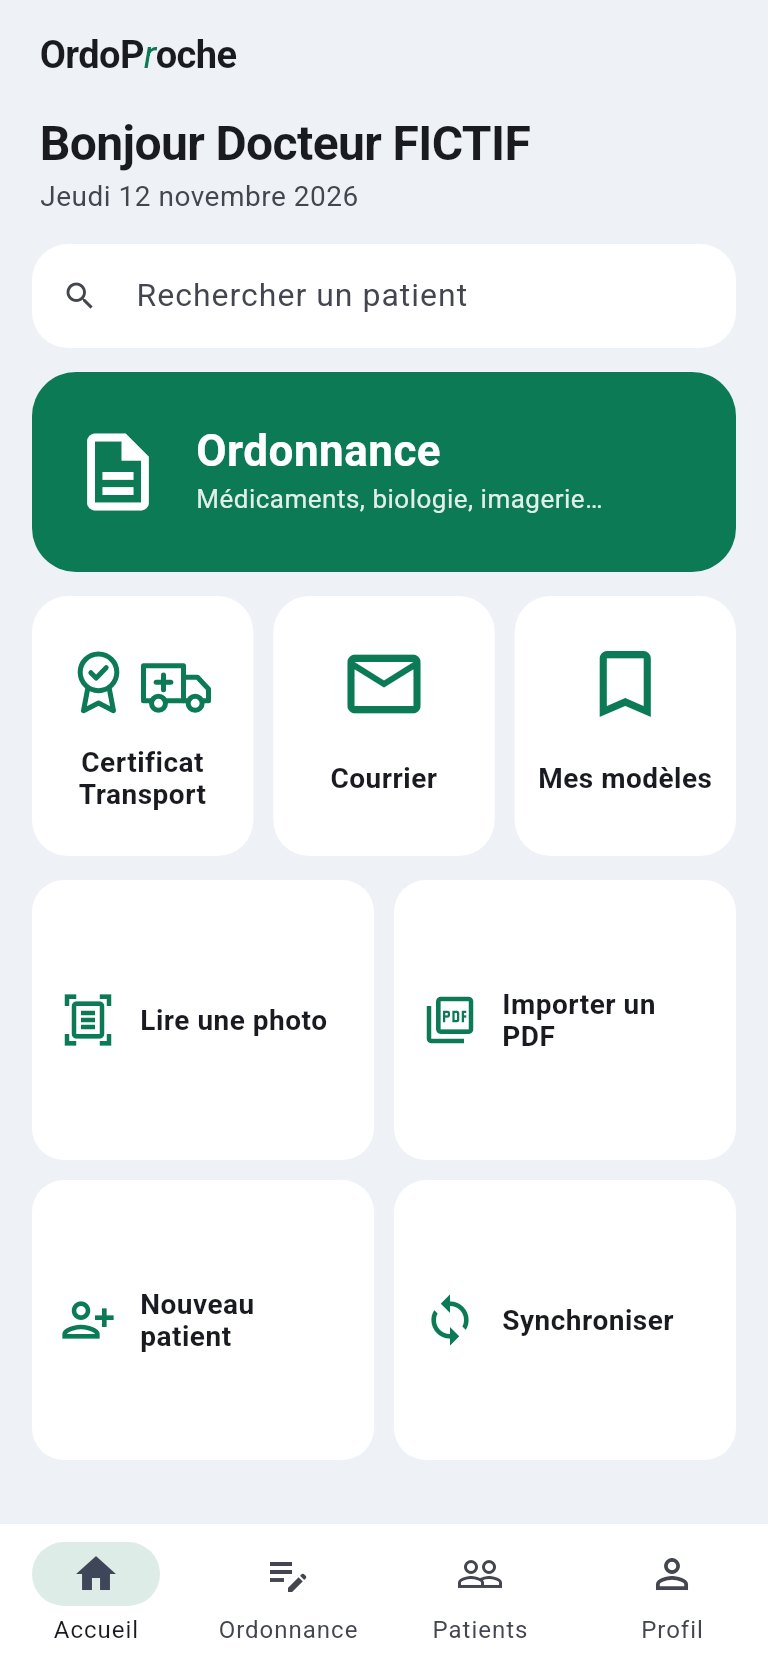 OrdoProche
Bonjour Docteur FICTIF
Jeudi 12 novembre 2026
Rechercher un patient
Ordonnance
Médicaments, biologie, imagerie…
Certificat
Transport
Courrier
Mes modèles
Lire une photo
PDF
Importer un
PDF
Nouveau
patient
Synchroniser
Accueil
Ordonnance
Patients
Profil